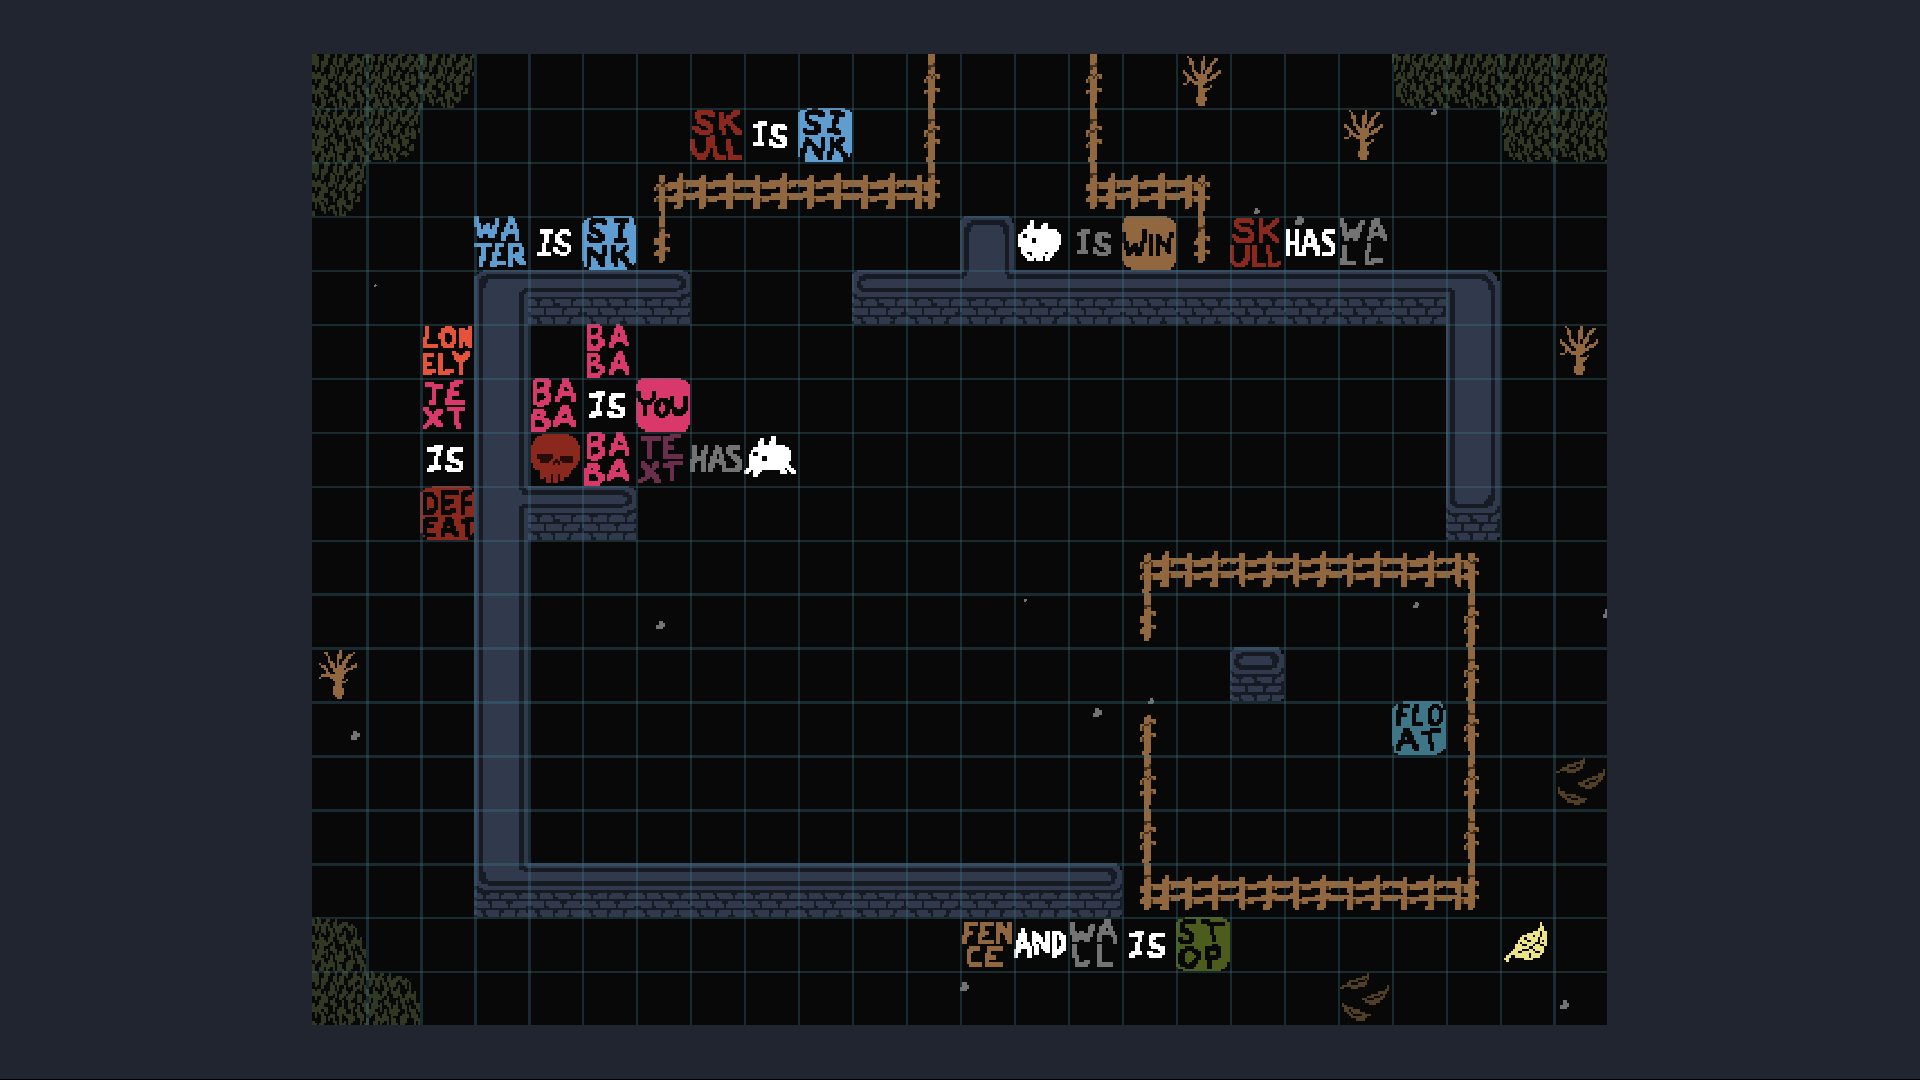 SKULL IS SINK
WATER IS SINK
IS WIN
SKULL HAS WALL
LONELY
TEXT
IS
DEFEAT
BABA
BABA IS YOU
BABA TEXT HAS
FLOAT
FENCE AND WALL IS STOP